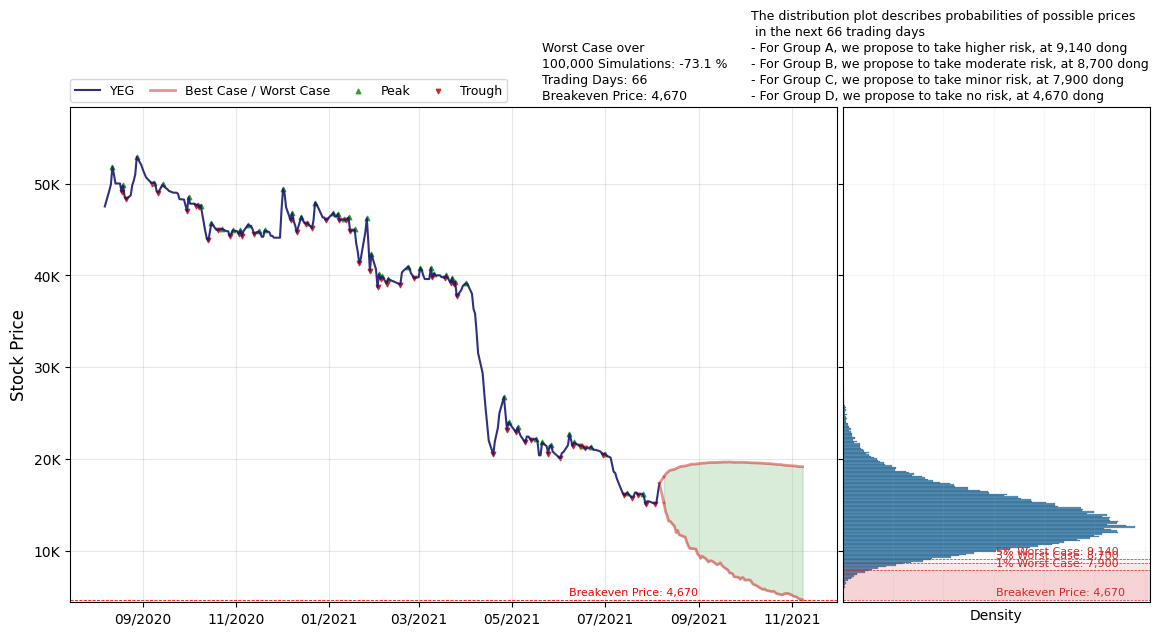 The distribution plot describes probabilities of possible prices
in the next 66 trading days
- For Group A, we propose to take higher risk, at 9,140 dong
- For Group B, we propose to take moderate risk, at 8,700 dong
- For Group C, we propose to take minor risk, at 7,900 dong
- For Group D, we propose to take no risk, at 4,670 dong
Worst Case over
100,000 Simulations: -73.1 %
Trading Days: 66
Breakeven Price: 4,670
YEG
Best Case / Worst Case
Peak
Trough
Stock Price
50K
40K
30K
20K
10K
Breakeven Price: 4,670
09/2020
11/2020
01/2021
03/2021
05/2021
07/2021
09/2021
11/2021
5% Worst Case: 9,140
3% Worst Case: 8,700
1% Worst Case: 7,900
Breakeven Price: 4,670
Density